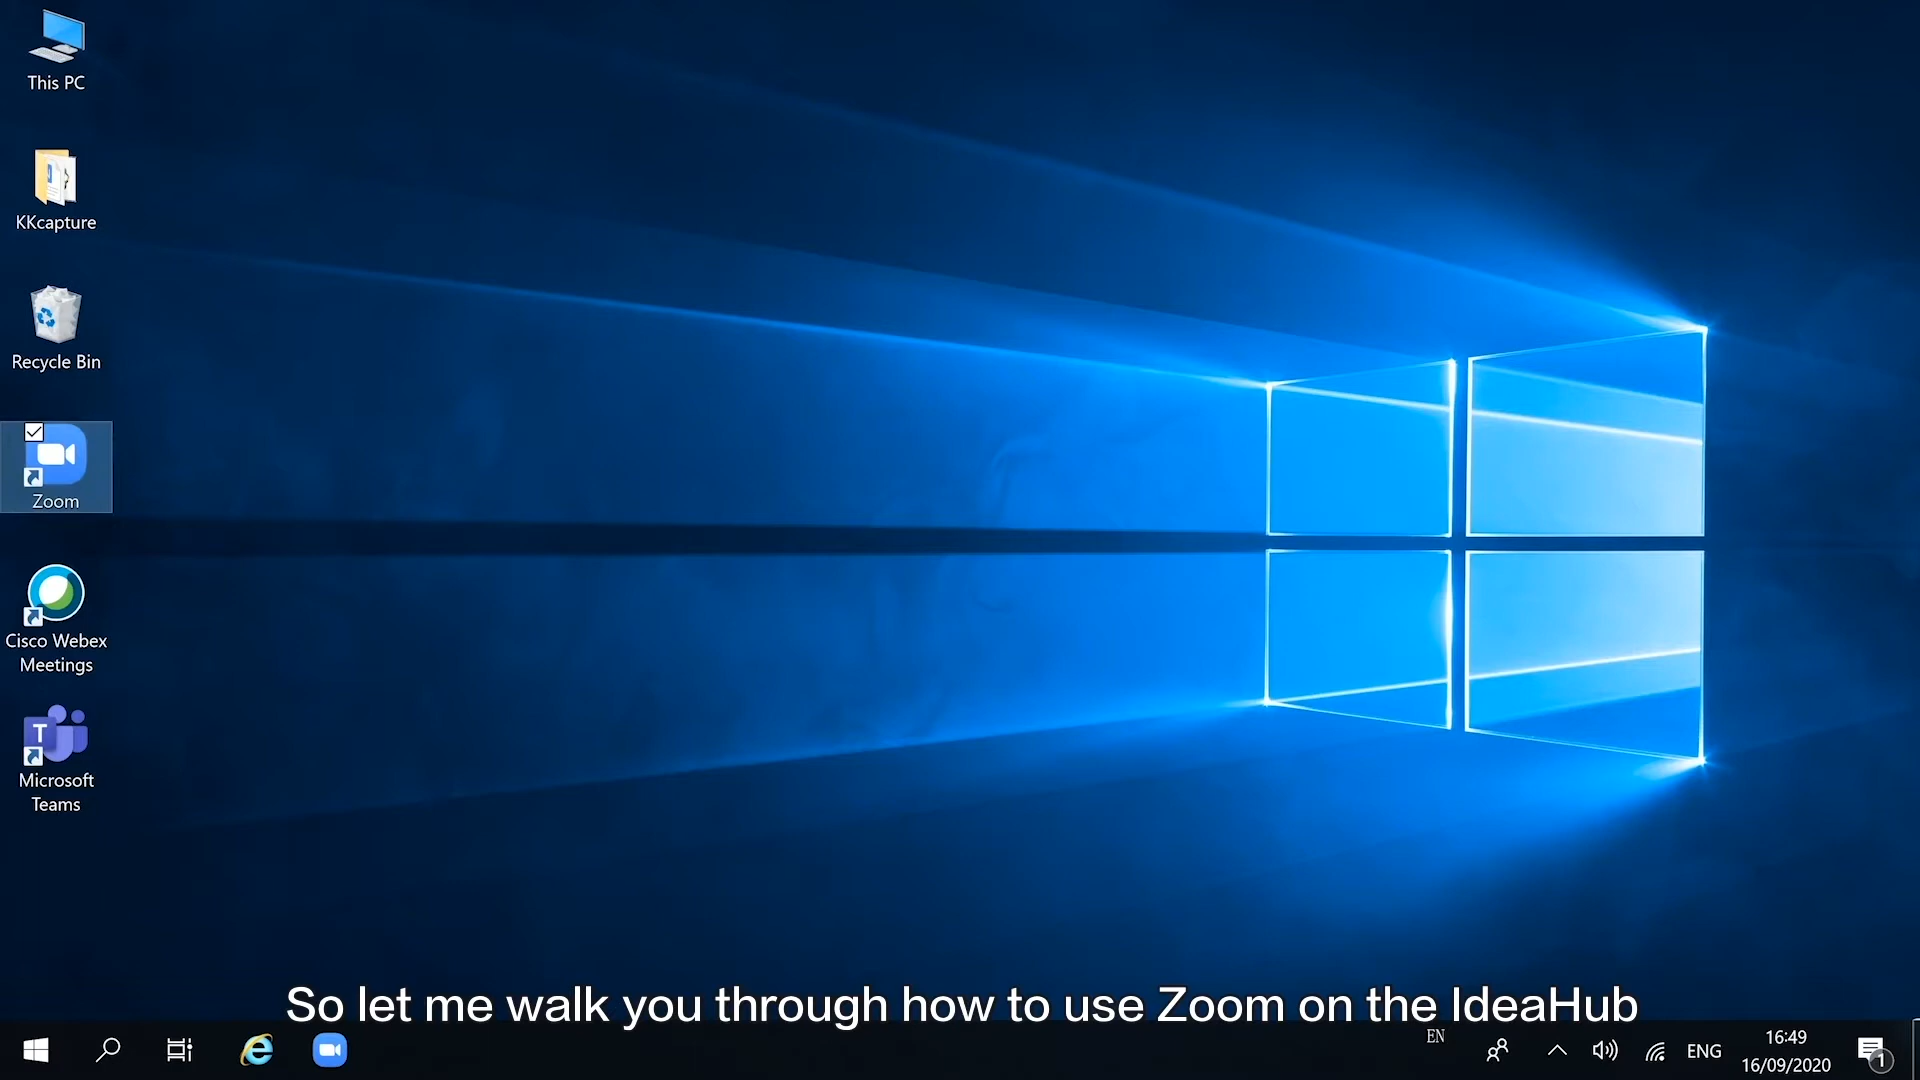 This PC
KKcapture
Recycle Bin
Zoom
Cisco Webex
Meetings
T
Microsoft
Teams
So let me walk you through how to use Zoom on the IdeaHub
EN
ENG
16:49
16/09/2020
1